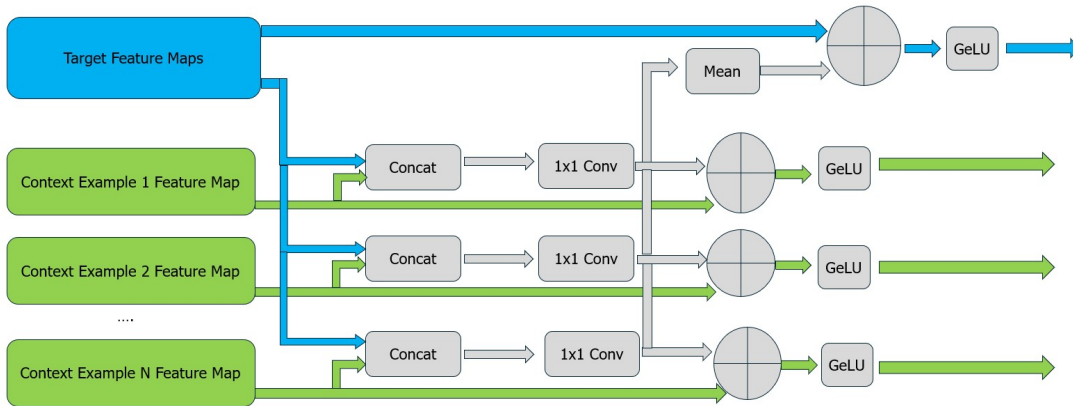 Target Feature Maps
Mean
GeLU
Context Example 1 Feature Map
Concat
1x1 Conv
GeLU
Context Example 2 Feature Map
Concat
1x1 Conv
GeLU
....
Context Example N Feature Map
Concat
1x1 Conv
GeLU